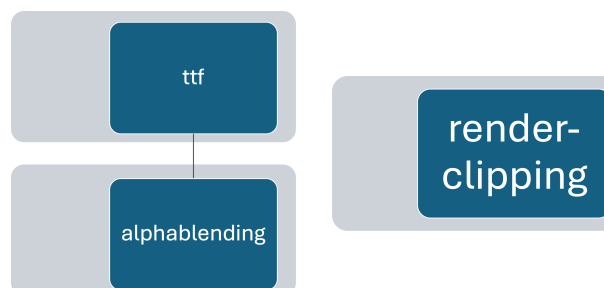 ttf
alphablending
render-
clipping